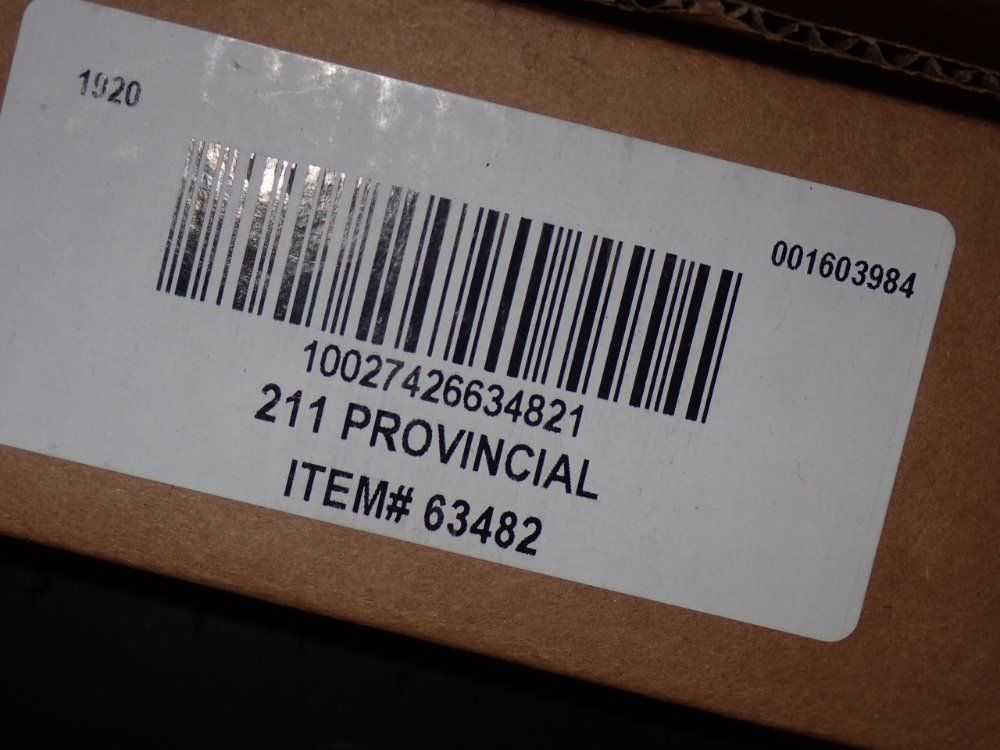 1920
001603984
10027426634821
211 PROVINCIAL
ITEM# 63482